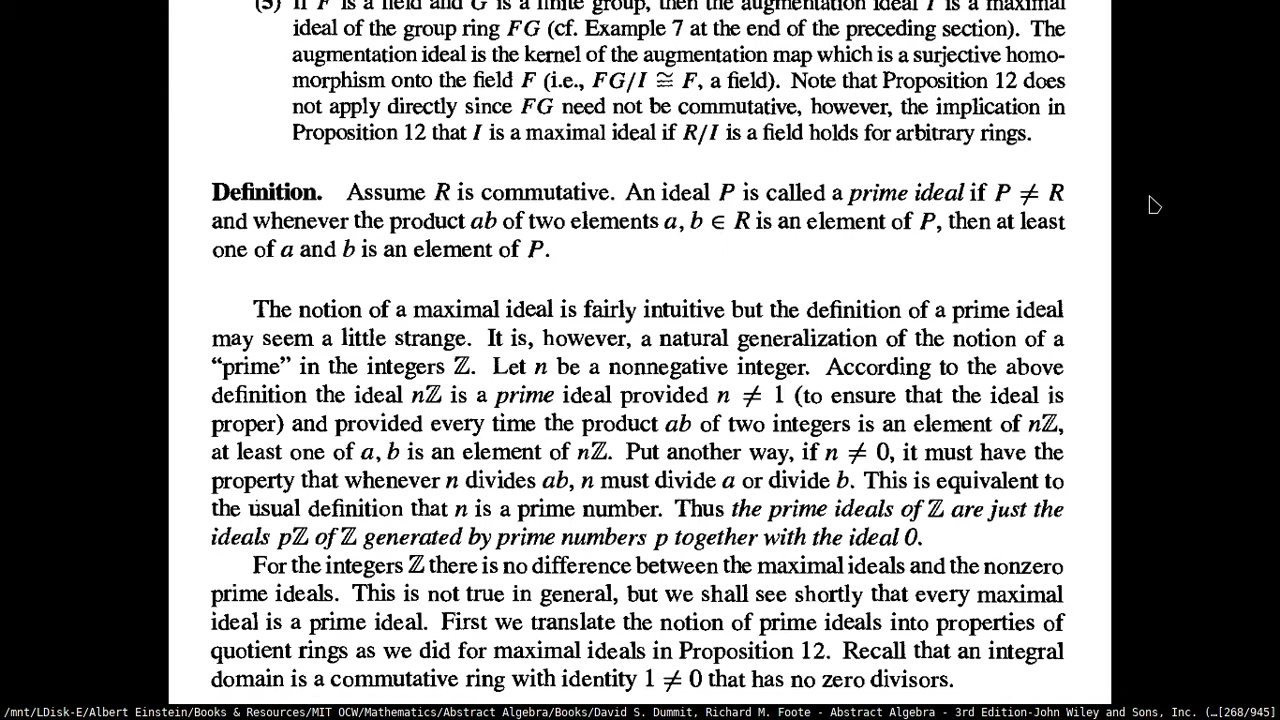 (5) If F is a field and G is a finite group, then the augmentation ideal I is a maximal
ideal of the group ring FG (cf. Example 7 at the end of the preceding section). The
augmentation ideal is the kernel of the augmentation map which is a surjective homo-
morphism onto the field F (i.e., FG/I ≅ F, a field). Note that Proposition 12 does
not apply directly since FG need not be commutative, however, the implication in
Proposition 12 that I is a maximal ideal if R/I is a field holds for arbitrary rings.
Definition. Assume R is commutative. An ideal P is called a prime ideal if P ≠ R
and whenever the product ab of two elements a, b ∈ R is an element of P, then at least
one of a and b is an element of P.
The notion of a maximal ideal is fairly intuitive but the definition of a prime ideal
may seem a little strange. It is, however, a natural generalization of the notion of a
“prime” in the integers ℤ. Let n be a nonnegative integer. According to the above
definition the ideal nℤ is a prime ideal provided n ≠ 1 (to ensure that the ideal is
proper) and provided every time the product ab of two integers is an element of nℤ,
at least one of a, b is an element of nℤ. Put another way, if n ≠ 0, it must have the
property that whenever n divides ab, n must divide a or divide b. This is equivalent to
the usual definition that n is a prime number. Thus the prime ideals of ℤ are just the
ideals pℤ of ℤ generated by prime numbers p together with the ideal 0.
For the integers ℤ there is no difference between the maximal ideals and the nonzero
prime ideals. This is not true in general, but we shall see shortly that every maximal
ideal is a prime ideal. First we translate the notion of prime ideals into properties of
quotient rings as we did for maximal ideals in Proposition 12. Recall that an integral
domain is a commutative ring with identity 1 ≠ 0 that has no zero divisors.
/mnt/LDisk-E/Albert Einstein/Books & Resources/MIT OCW/Mathematics/Abstract Algebra/Books/David S. Dummit, Richard M. Foote - Abstract Algebra - 3rd Edition-John Wiley and Sons, Inc. (…[268/945]